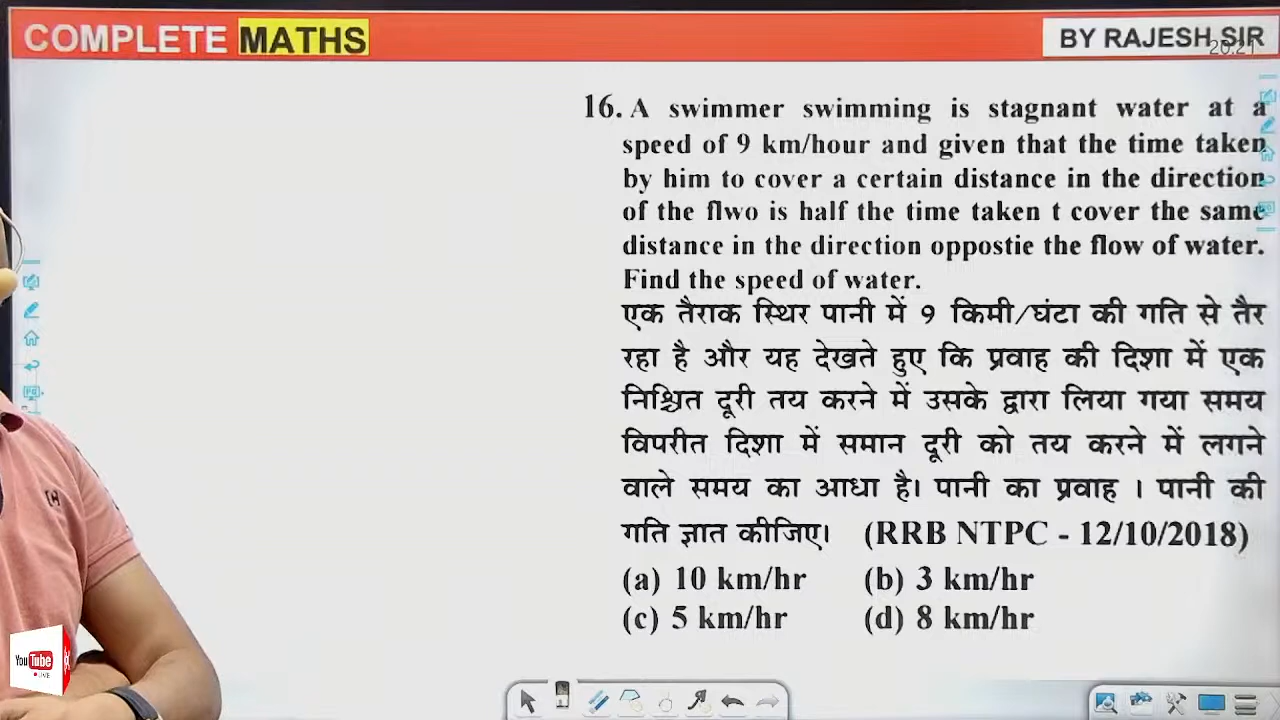 COMPLETE MATHS
BY RAJESH SIR
20:21
16. A swimmer swimming is stagnant water at a
speed of 9 km/hour and given that the time taken
by him to cover a certain distance in the direction
of the flwo is half the time taken t cover the same
distance in the direction oppostie the flow of water.
Find the speed of water.
एक तैराक स्थिर पानी में 9 किमी/घंटा की गति से तैर
रहा है और यह देखते हुए कि प्रवाह की दिशा में एक
निश्चित दूरी तय करने में उसके द्वारा लिया गया समय
विपरीत दिशा में समान दूरी को तय करने में लगने
वाले समय का आधा है। पानी का प्रवाह । पानी की
गति ज्ञात कीजिए। (RRB NTPC - 12/10/2018)
(a) 10 km/hr (b) 3 km/hr
(c) 5 km/hr (d) 8 km/hr
YouTube
LIVE